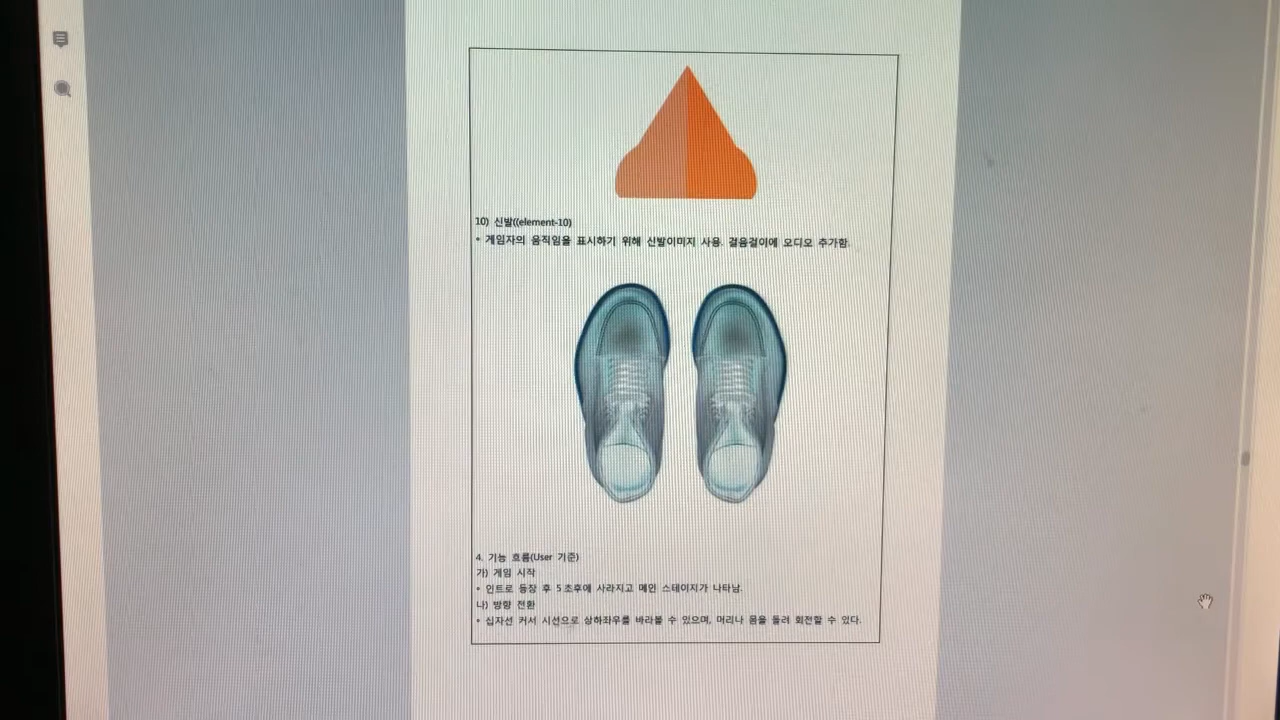 10) 신발((element-10)
• 게임자의 움직임을 표시하기 위해 신발이미지 사용. 걸음걸이에 오디오 추가함.
4. 기능 흐름(User 기준)
가) 게임 시작
• 인트로 등장 후 5초후에 사라지고 메인 스테이지가 나타남.
나) 방향 전환
• 십자선 커서 시선으로 상하좌우를 바라볼 수 있으며, 머리나 몸을 돌려 회전할 수 있다.